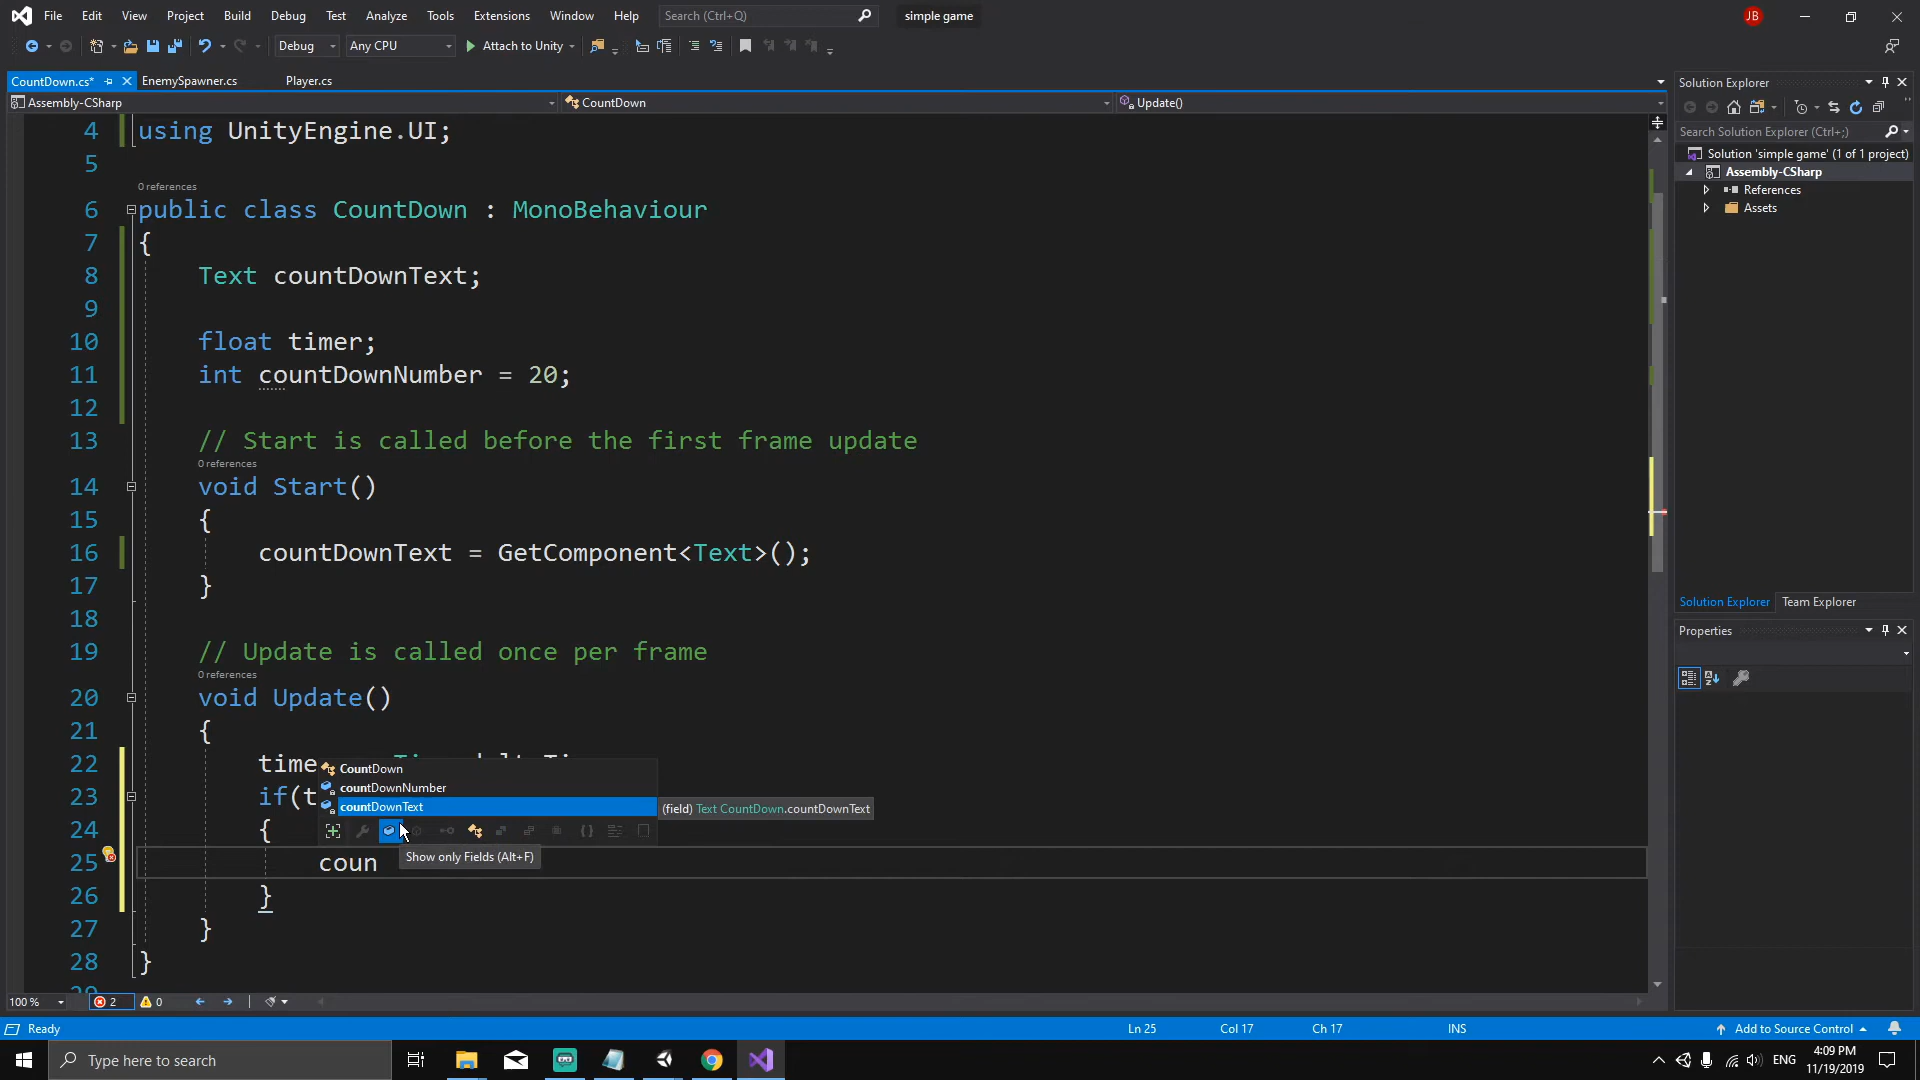 File Edit View Project Build Debug Test Analyze Tools Extensions Window Help Search (Ctrl+Q) simple game JB
Debug Any CPU Attach to Unity
CountDown.cs* EnemySpawner.cs Player.cs
Assembly-CSharp CountDown Update()
4 using UnityEngine.UI;
5
0 references
6 public class CountDown : MonoBehaviour
7 {
8 Text countDownText;
9
10 float timer;
11 int countDownNumber = 20;
12
13 // Start is called before the first frame update
0 references
14 void Start()
15 {
16 countDownText = GetComponent<Text>();
17 }
18
19 // Update is called once per frame
0 references
20 void Update()
21 {
22 time
CountDown
countDownNumber
23 if(t
countDownText (field) Text CountDown.countDownText
24 {
Show only Fields (Alt+F)
25 coun
26 }
27 }
28 }
100 % 2 0
Ready Ln 25 Col 17 Ch 17 INS Add to Source Control
Solution Explorer
Search Solution Explorer (Ctrl+;)
Solution 'simple game' (1 of 1 project)
Assembly-CSharp
References
Assets
Solution Explorer Team Explorer
Properties
Type here to search ENG 4:09 PM
11/19/2019